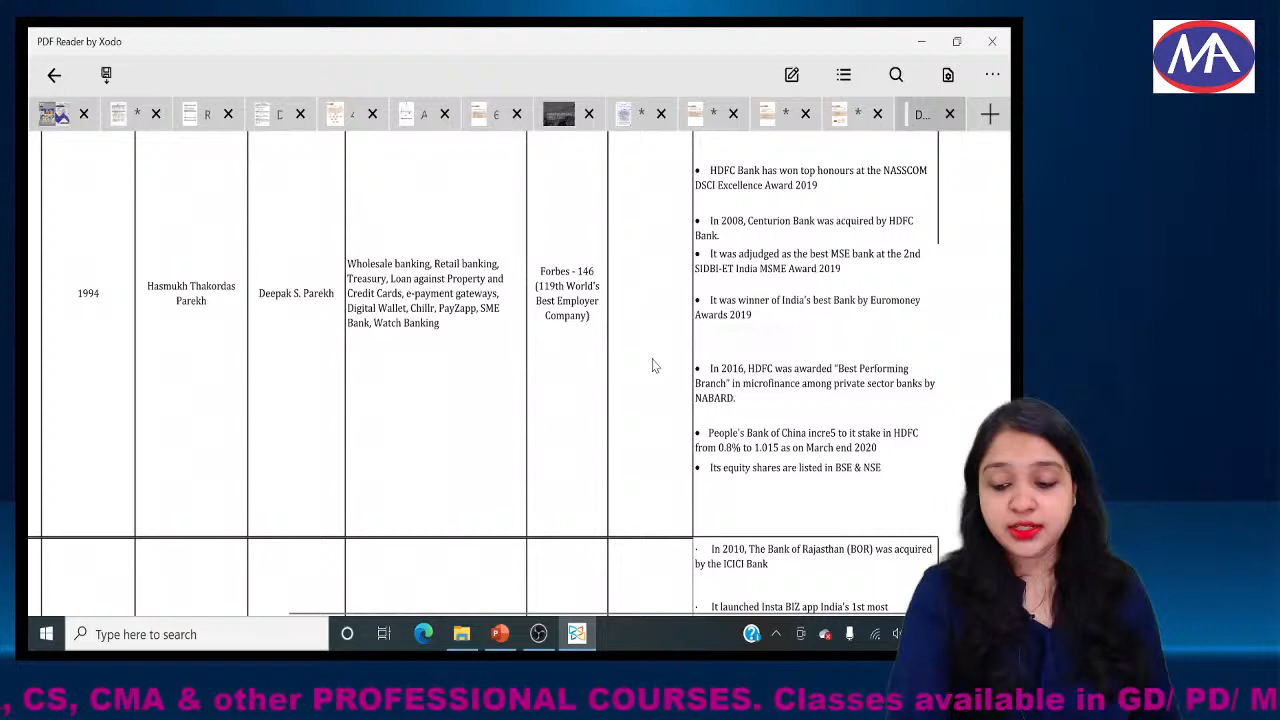 PDF Reader by Xodo
MA
R
D
A
6
D...
HDFC Bank has won top honours at the NASSCOM
DSCI Excellence Award 2019
In 2008, Centurion Bank was acquired by HDFC
Bank.
It was adjudged as the best MSE bank at the 2nd
SIDBI-ET India MSME Award 2019
It was winner of India's best Bank by Euromoney
Awards 2019
In 2016, HDFC was awarded "Best Performing
Branch" in microfinance among private sector banks by
NABARD.
People's Bank of China incre5 to it stake in HDFC
from 0.8% to 1.015 as on March end 2020
Its equity shares are listed in BSE & NSE
1994
Hasmukh Thakordas
Parekh
Deepak S. Parekh
Wholesale banking, Retail banking,
Treasury, Loan against Property and
Credit Cards, e-payment gateways,
Digital Wallet, Chillr, PayZapp, SME
Bank, Watch Banking
Forbes - 146
(119th World's
Best Employer
Company)
In 2010, The Bank of Rajasthan (BOR) was acquired
by the ICICI Bank
It launched Insta BIZ app India's 1st most
Type here to search
, CS, CMA & other PROFESSIONAL COURSES. Classes available in GD/ PD/ M